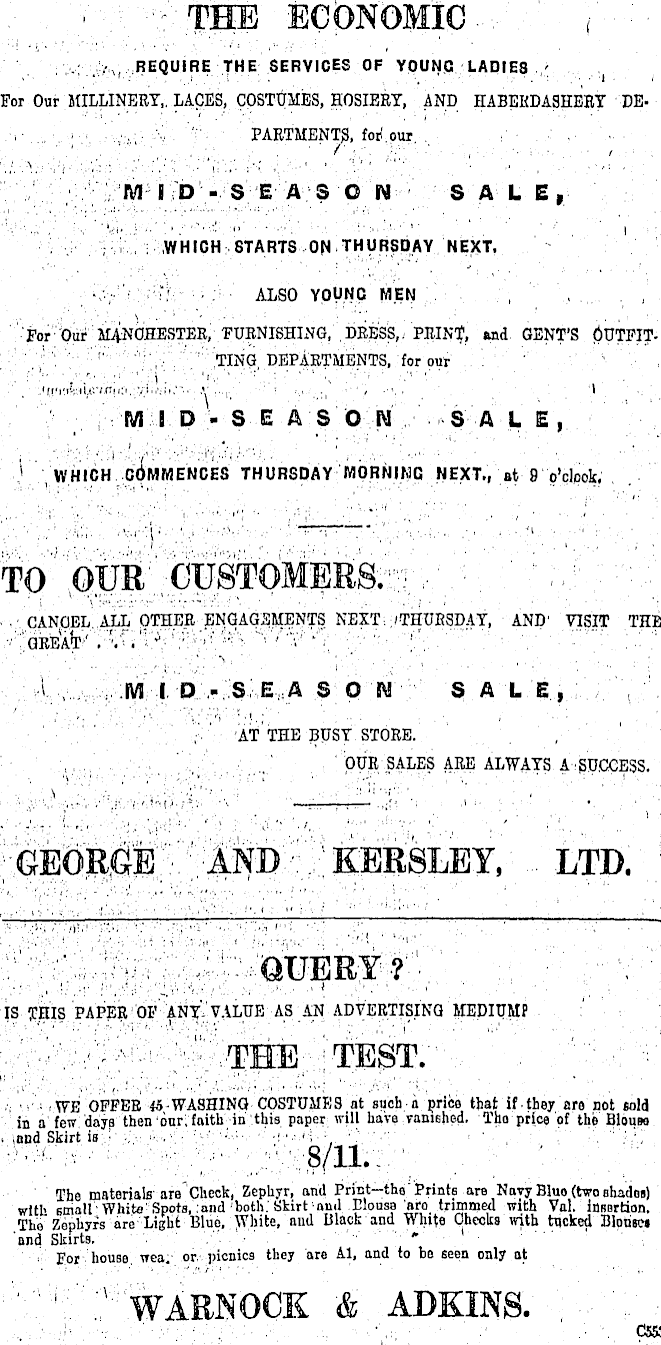 THE ECONOMIC
REQUIRE THE SERVICES OF YOUNG LADIES
For Our MILLINERY, LACES, COSTUMES, HOSIERY, AND HABERDASHERY DE-
PARTMENTS, for our
MID-SEASON SALE,
WHICH STARTS ON THURSDAY NEXT.
ALSO YOUNG MEN
For Our MANCHESTER, FURNISHING, DRESS, PRINT, and GENT'S OUTFIT-
TING DEPARTMENTS, for our
MID-SEASON SALE,
WHICH COMMENCES THURSDAY MORNING NEXT., at 9 o'clock.
TO OUR CUSTOMERS.
CANCEL ALL OTHER ENGAGEMENTS NEXT THURSDAY, AND VISIT THE
GREAT . . .
MID-SEASON SALE,
AT THE BUSY STORE.
OUR SALES ARE ALWAYS A SUCCESS.
GEORGE AND KERSLEY, LTD.
QUERY?
IS THIS PAPER OF ANY VALUE AS AN ADVERTISING MEDIUM?
THE TEST.
WE OFFER 45 WASHING COSTUMES at such a price that if they are not sold
in a few days then our faith in this paper will have vanished. The price of the Blouse
and Skirt is
8/11.
The materials are Check, Zephyr, and Print—the Prints are Navy Blue (two shades)
with small White Spots, and both Skirt and Blouse are trimmed with Val. insertion.
The Zephyrs are Light Blue, White, and Black and White Checks with tucked Blouses
and Skirts.
For house wea. or picnics they are A1, and to be seen only at
WARNOCK & ADKINS.